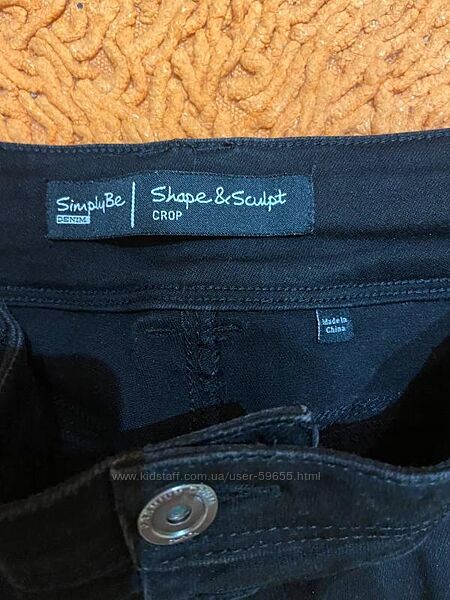 SimplyBe
DENIM
Shape & Sculpt
CROP
Made in
China
www.kidstaff.com.ua/user-59655.html